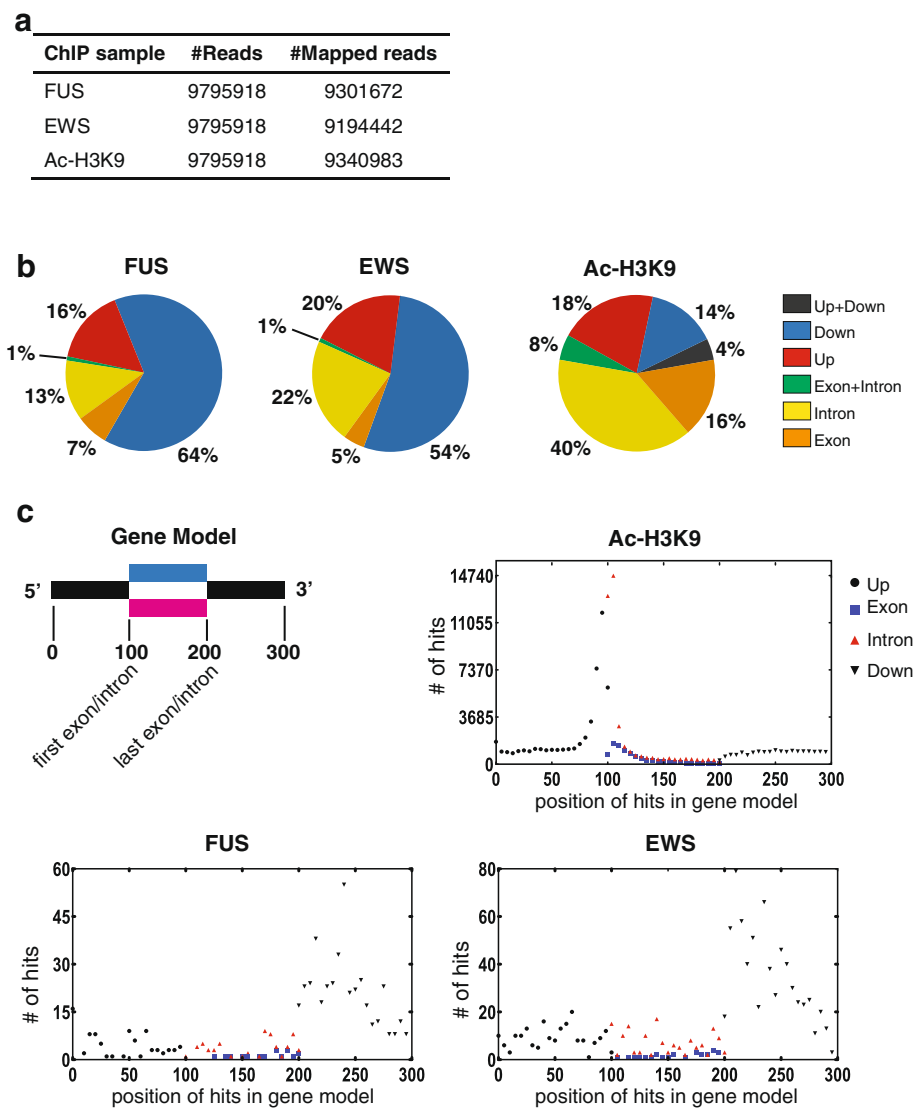 a
ChIP sample #Reads #Mapped reads
FUS 9795918 9301672
EWS 9795918 9194442
Ac-H3K9 9795918 9340983
b
FUS
16%
1%
13%
7%
64%
EWS
20%
1%
22%
5%
54%
Ac-H3K9
18%
14%
8%
4%
16%
40%
Up+Down
Down
Up
Exon+Intron
Intron
Exon
c
Gene Model
5’ 3’
0 100 200 300
first exon/intron
last exon/intron
Ac-H3K9
# of hits
14740
11055
7370
3685
0
0 50 100 150 200 250 300
position of hits in gene model
Up
Exon
Intron
Down
FUS
# of hits
60
45
30
15
0
0 50 100 150 200 250 300
position of hits in gene model
EWS
# of hits
80
60
40
20
0
0 50 100 150 200 250 300
position of hits in gene model